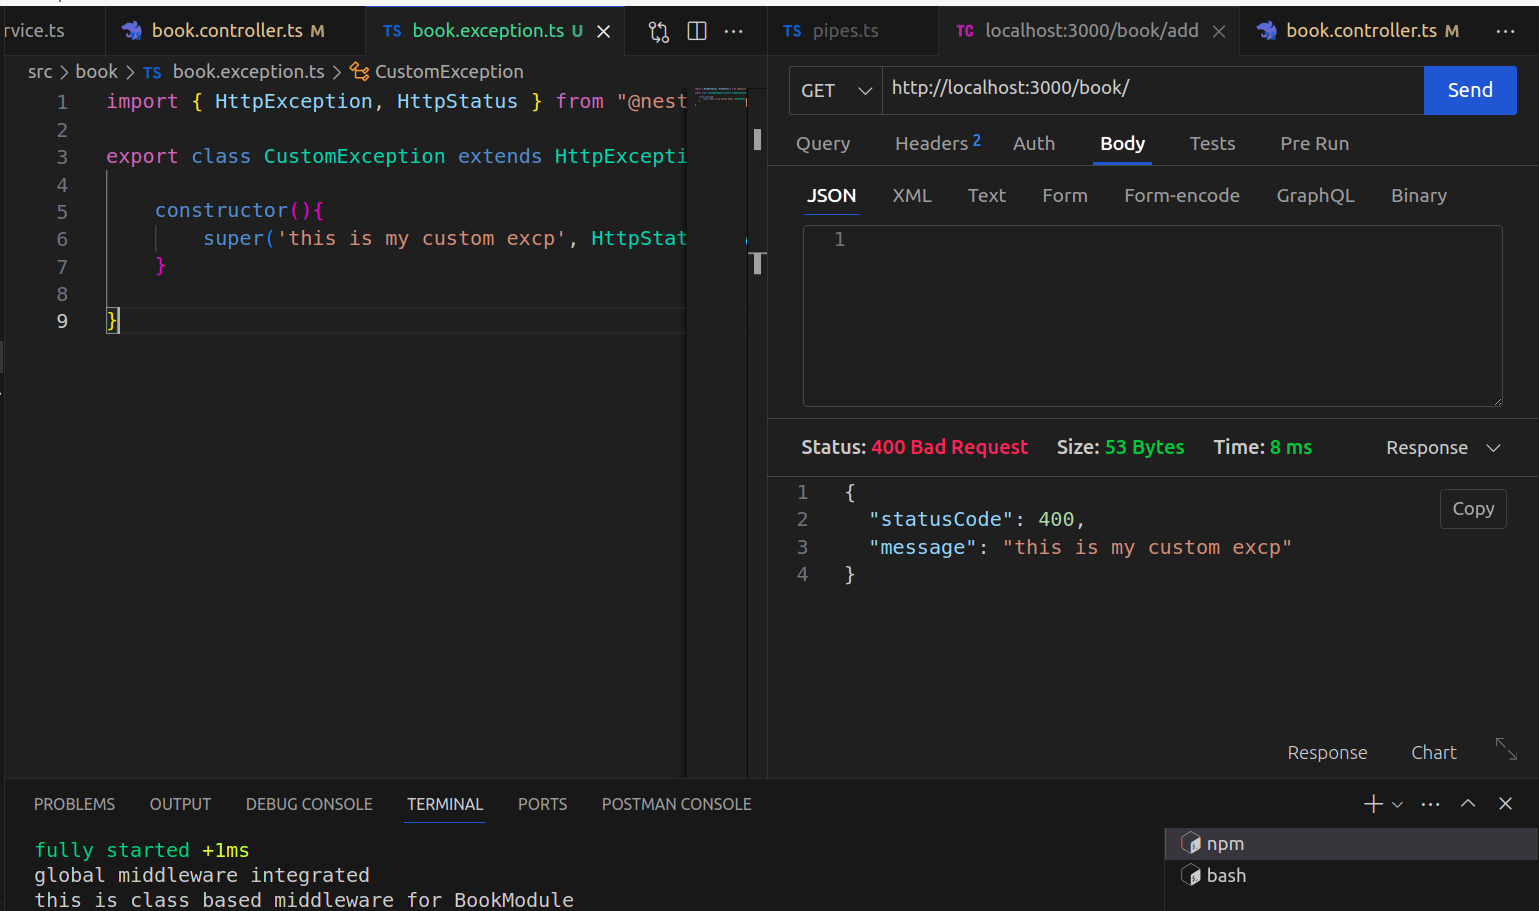 rvice.ts
book.controller.ts M
TS book.exception.ts U
TS pipes.ts
TC localhost:3000/book/add
book.controller.ts M
src > book > TS book.exception.ts > CustomException
1 import { HttpException, HttpStatus } from "@nest
2
3 export class CustomException extends HttpExcepti
4
5 constructor(){
6 super('this is my custom excp', HttpStat
7 }
8
9 }
GET http://localhost:3000/book/ Send
Query Headers 2 Auth Body Tests Pre Run
JSON XML Text Form Form-encode GraphQL Binary
1
Status: 400 Bad Request Size: 53 Bytes Time: 8 ms Response
1 {
2 "statusCode": 400,
3 "message": "this is my custom excp"
4 }
Copy
Response Chart
PROBLEMS OUTPUT DEBUG CONSOLE TERMINAL PORTS POSTMAN CONSOLE
fully started +1ms
global middleware integrated
this is class based middleware for BookModule
npm
bash